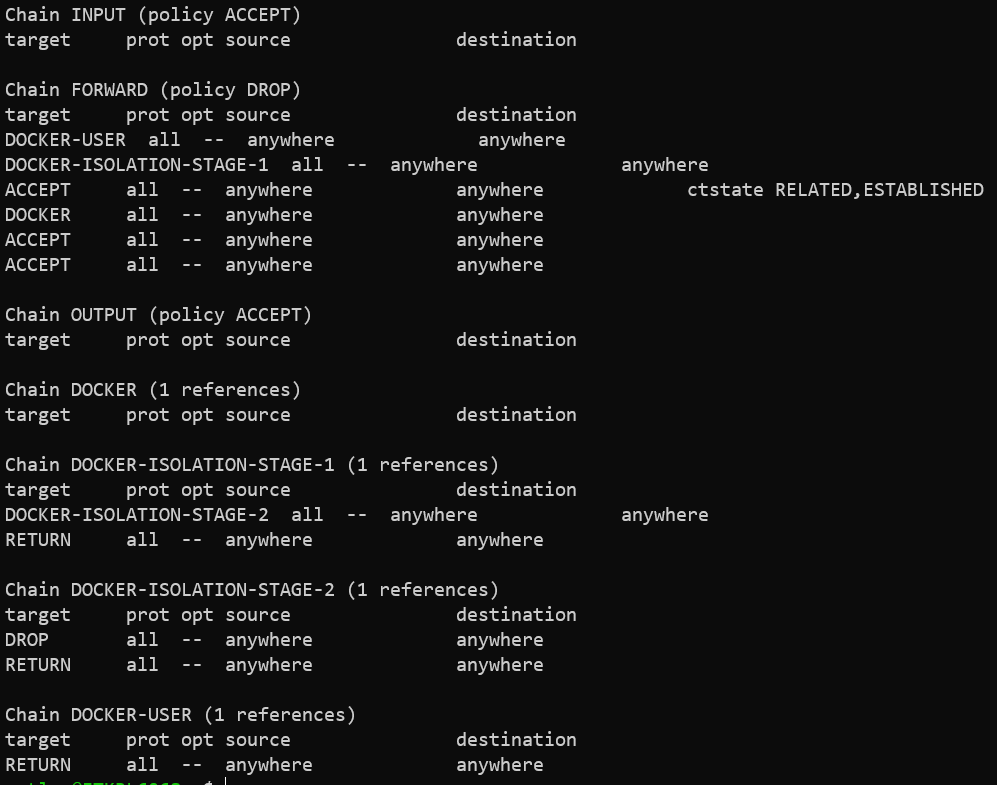 Chain INPUT (policy ACCEPT)
target     prot opt source               destination

Chain FORWARD (policy DROP)
target     prot opt source               destination
DOCKER-USER  all  --  anywhere             anywhere
DOCKER-ISOLATION-STAGE-1  all  --  anywhere             anywhere
ACCEPT     all  --  anywhere             anywhere             ctstate RELATED,ESTABLISHED
DOCKER     all  --  anywhere             anywhere
ACCEPT     all  --  anywhere             anywhere
ACCEPT     all  --  anywhere             anywhere

Chain OUTPUT (policy ACCEPT)
target     prot opt source               destination

Chain DOCKER (1 references)
target     prot opt source               destination

Chain DOCKER-ISOLATION-STAGE-1 (1 references)
target     prot opt source               destination
DOCKER-ISOLATION-STAGE-2  all  --  anywhere             anywhere
RETURN     all  --  anywhere             anywhere

Chain DOCKER-ISOLATION-STAGE-2 (1 references)
target     prot opt source               destination
DROP       all  --  anywhere             anywhere
RETURN     all  --  anywhere             anywhere

Chain DOCKER-USER (1 references)
target     prot opt source               destination
RETURN     all  --  anywhere             anywhere